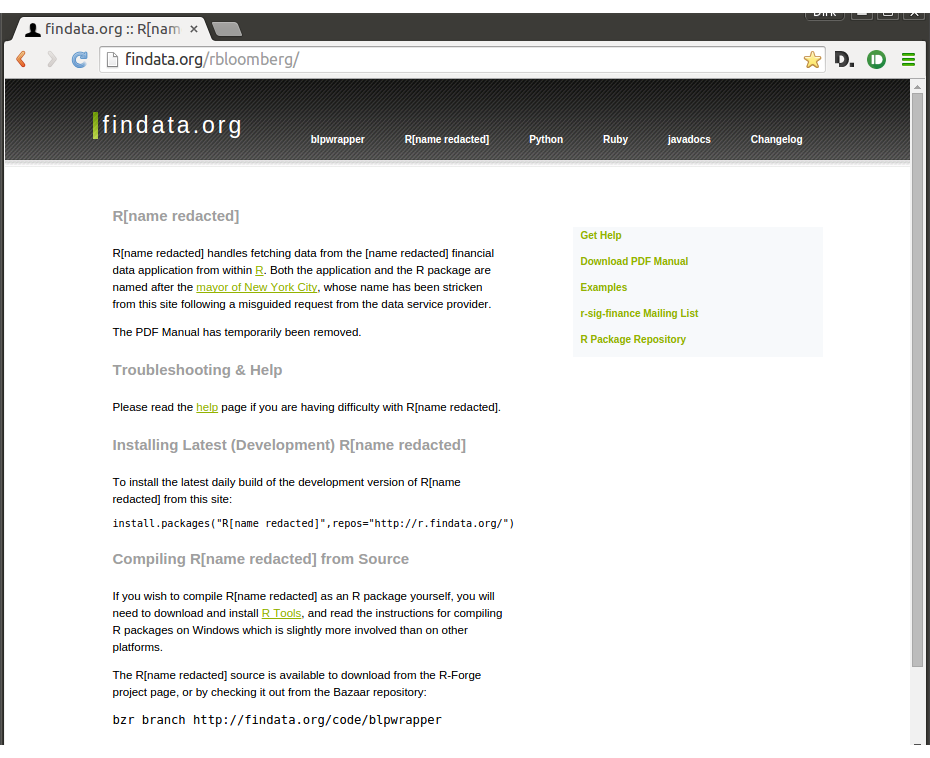 findata.org :: R[nam
findata.org/rbloomberg/
D.
findata.org
blpwrapper R[name redacted] Python Ruby javadocs Changelog
R[name redacted]
R[name redacted] handles fetching data from the [name redacted] financial
data application from within R. Both the application and the R package are
named after the mayor of New York City, whose name has been stricken
from this site following a misguided request from the data service provider.
The PDF Manual has temporarily been removed.
Get Help
Download PDF Manual
Examples
r-sig-finance Mailing List
R Package Repository
Troubleshooting & Help
Please read the help page if you are having difficulty with R[name redacted].
Installing Latest (Development) R[name redacted]
To install the latest daily build of the development version of R[name
redacted] from this site:
install.packages("R[name redacted]",repos="http://r.findata.org/")
Compiling R[name redacted] from Source
If you wish to compile R[name redacted] as an R package yourself, you will
need to download and install R Tools, and read the instructions for compiling
R packages on Windows which is slightly more involved than on other
platforms.
The R[name redacted] source is available to download from the R-Forge
project page, or by checking it out from the Bazaar repository:
bzr branch http://findata.org/code/blpwrapper